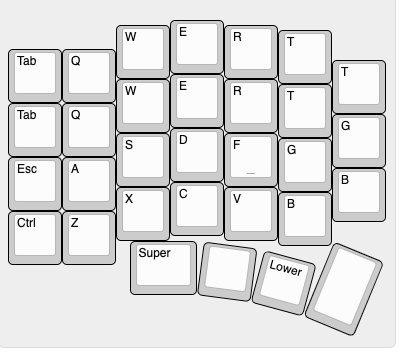 Tab Q W E R T T
Tab Q W E R T G
Esc A S D F G B
_
Ctrl Z X C V B
Super Lower